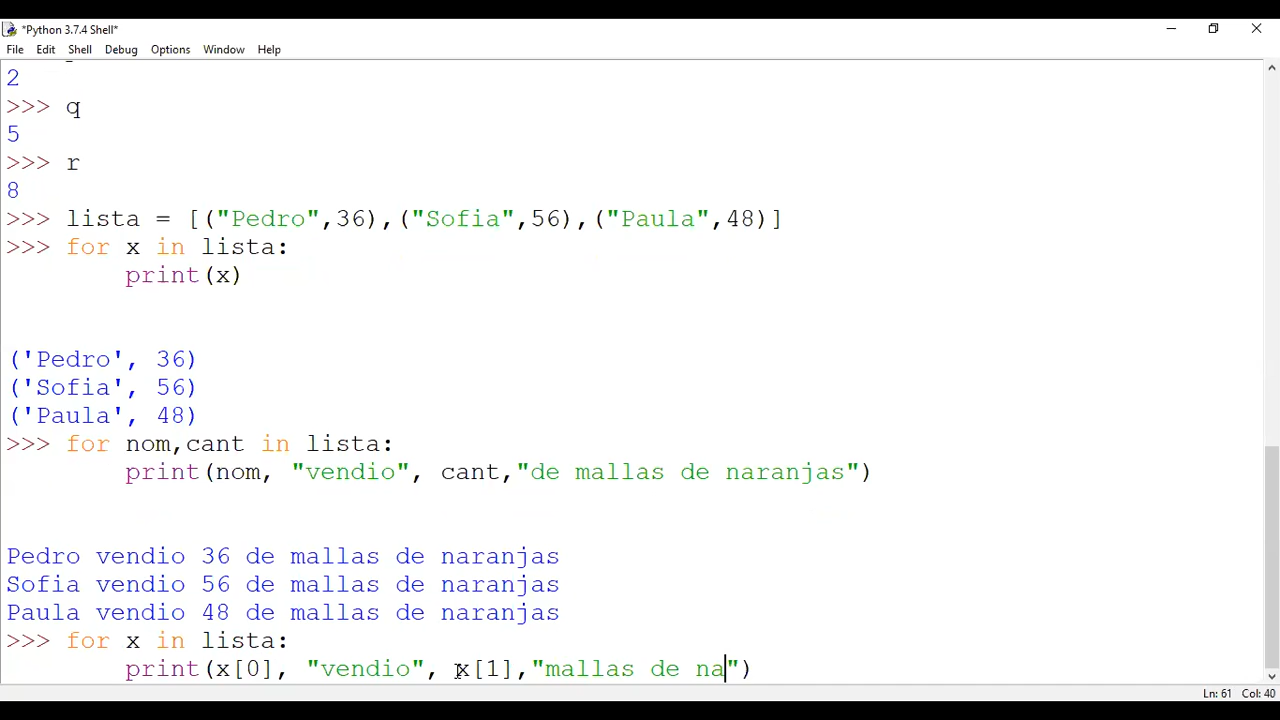 *Python 3.7.4 Shell*
File Edit Shell Debug Options Window Help
2
>>> q
5
>>> r
8
>>> lista = [("Pedro",36),("Sofia",56),("Paula",48)]
>>> for x in lista:
        print(x)
('Pedro', 36)
('Sofia', 56)
('Paula', 48)
>>> for nom,cant in lista:
        print(nom, "vendio", cant,"de mallas de naranjas")
Pedro vendio 36 de mallas de naranjas
Sofia vendio 56 de mallas de naranjas
Paula vendio 48 de mallas de naranjas
>>> for x in lista:
        print(x[0], "vendio", x[1],"mallas de na")
Ln: 61 Col: 40